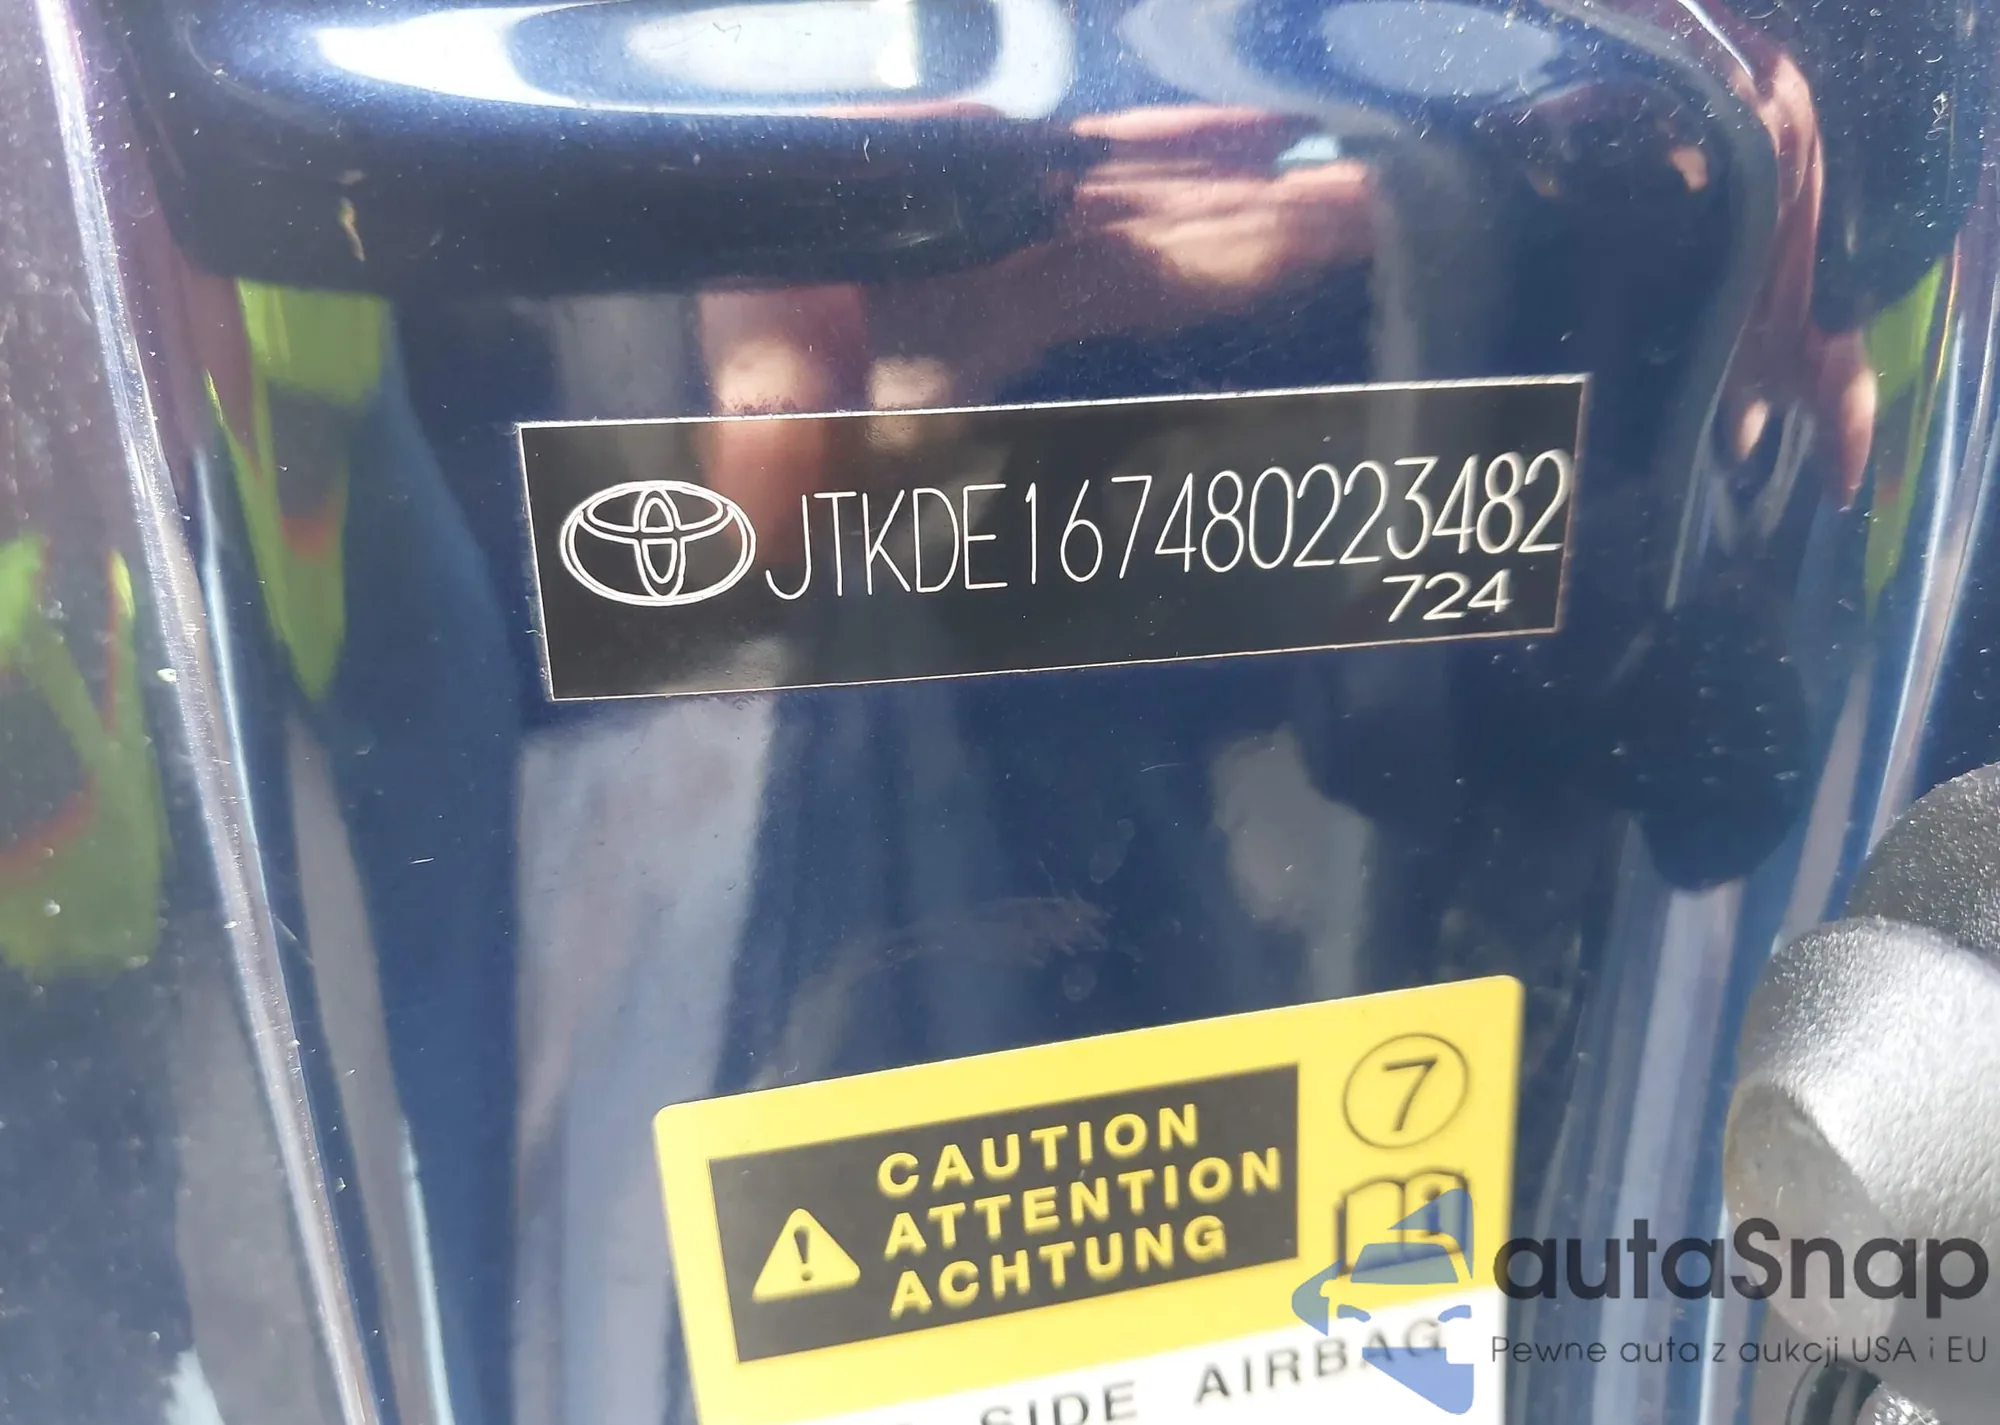 JTKDE167480223482
724
7
CAUTION
ATTENTION
ACHTUNG
SIDE AIRBAG
autaSnap
Pewne auta z aukcji USA i EU